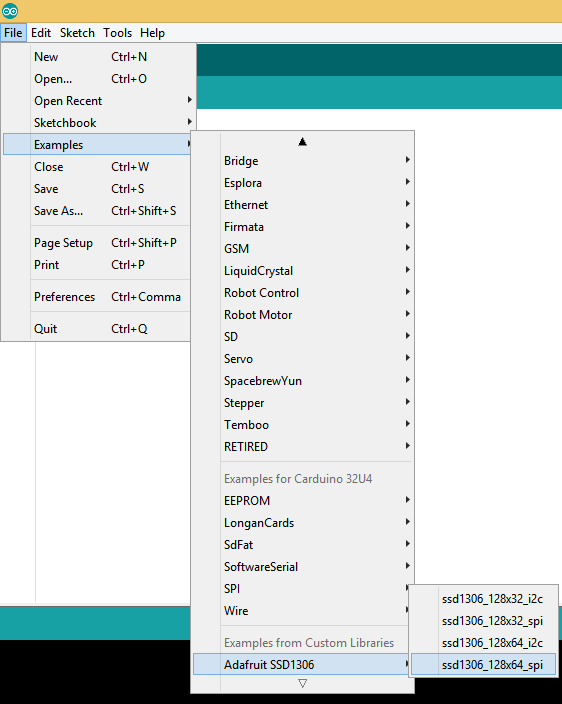 File Edit Sketch Tools Help
New Ctrl+N
Open... Ctrl+O
Open Recent
Sketchbook
Examples
Close Ctrl+W
Save Ctrl+S
Save As... Ctrl+Shift+S
Page Setup Ctrl+Shift+P
Print Ctrl+P
Preferences Ctrl+Comma
Quit Ctrl+Q
Bridge
Esplora
Ethernet
Firmata
GSM
LiquidCrystal
Robot Control
Robot Motor
SD
Servo
SpacebrewYun
Stepper
Temboo
RETIRED
Examples for Carduino 32U4
EEPROM
LonganCards
SdFat
SoftwareSerial
SPI
Wire
Examples from Custom Libraries
Adafruit SSD1306
ssd1306_128x32_i2c
ssd1306_128x32_spi
ssd1306_128x64_i2c
ssd1306_128x64_spi